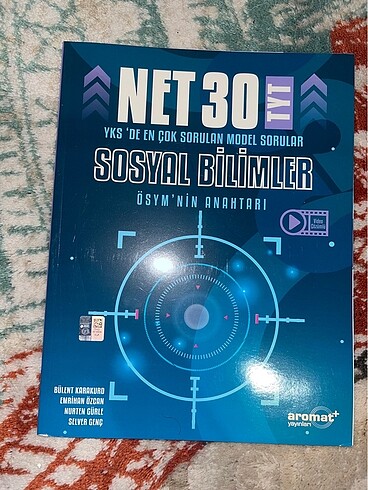 NET 30
TYT
YKS 'DE EN ÇOK SORULAN MODEL SORULAR
SOSYAL BİLİMLER
ÖSYM'NİN ANAHTARI
Video
Çözümlü
BÜLENT KARAKURD
EMRİHAN ÖZCAN
NURTEN GÜRLE
SELVER GENÇ
aromat+
yayınları